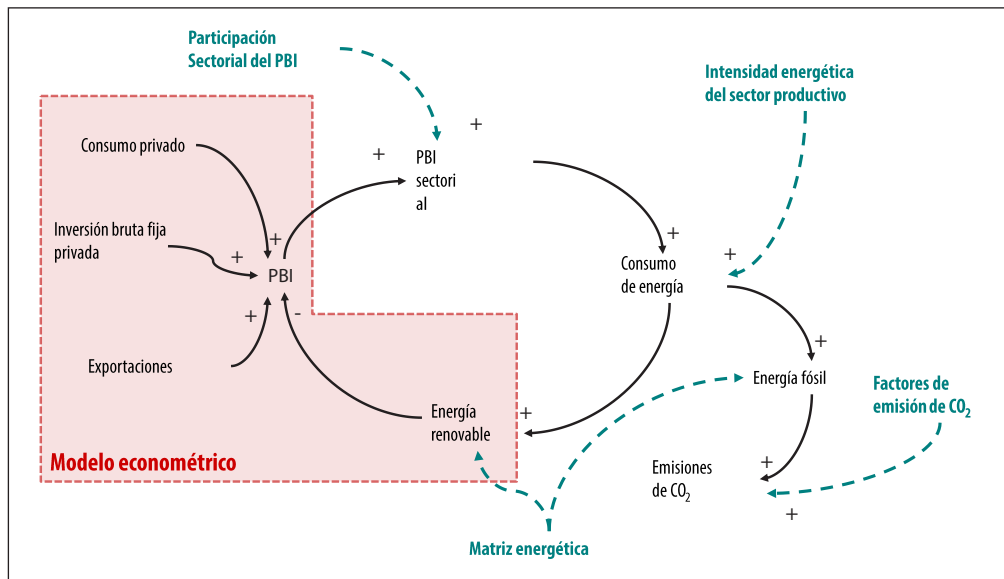 Participación
Sectorial del PBI
Intensidad energética
del sector productivo
+
Consumo privado
+
PBI
sectori
al
Inversión bruta fija
privada
+
+
+
+
Consumo
de energía
PBI
+
-
Exportaciones
+
Energía fósil
Factores de
emisión de CO₂
Energía
renovable
+
Modelo econométrico
Emisiones
de CO₂
+
+
Matriz energética